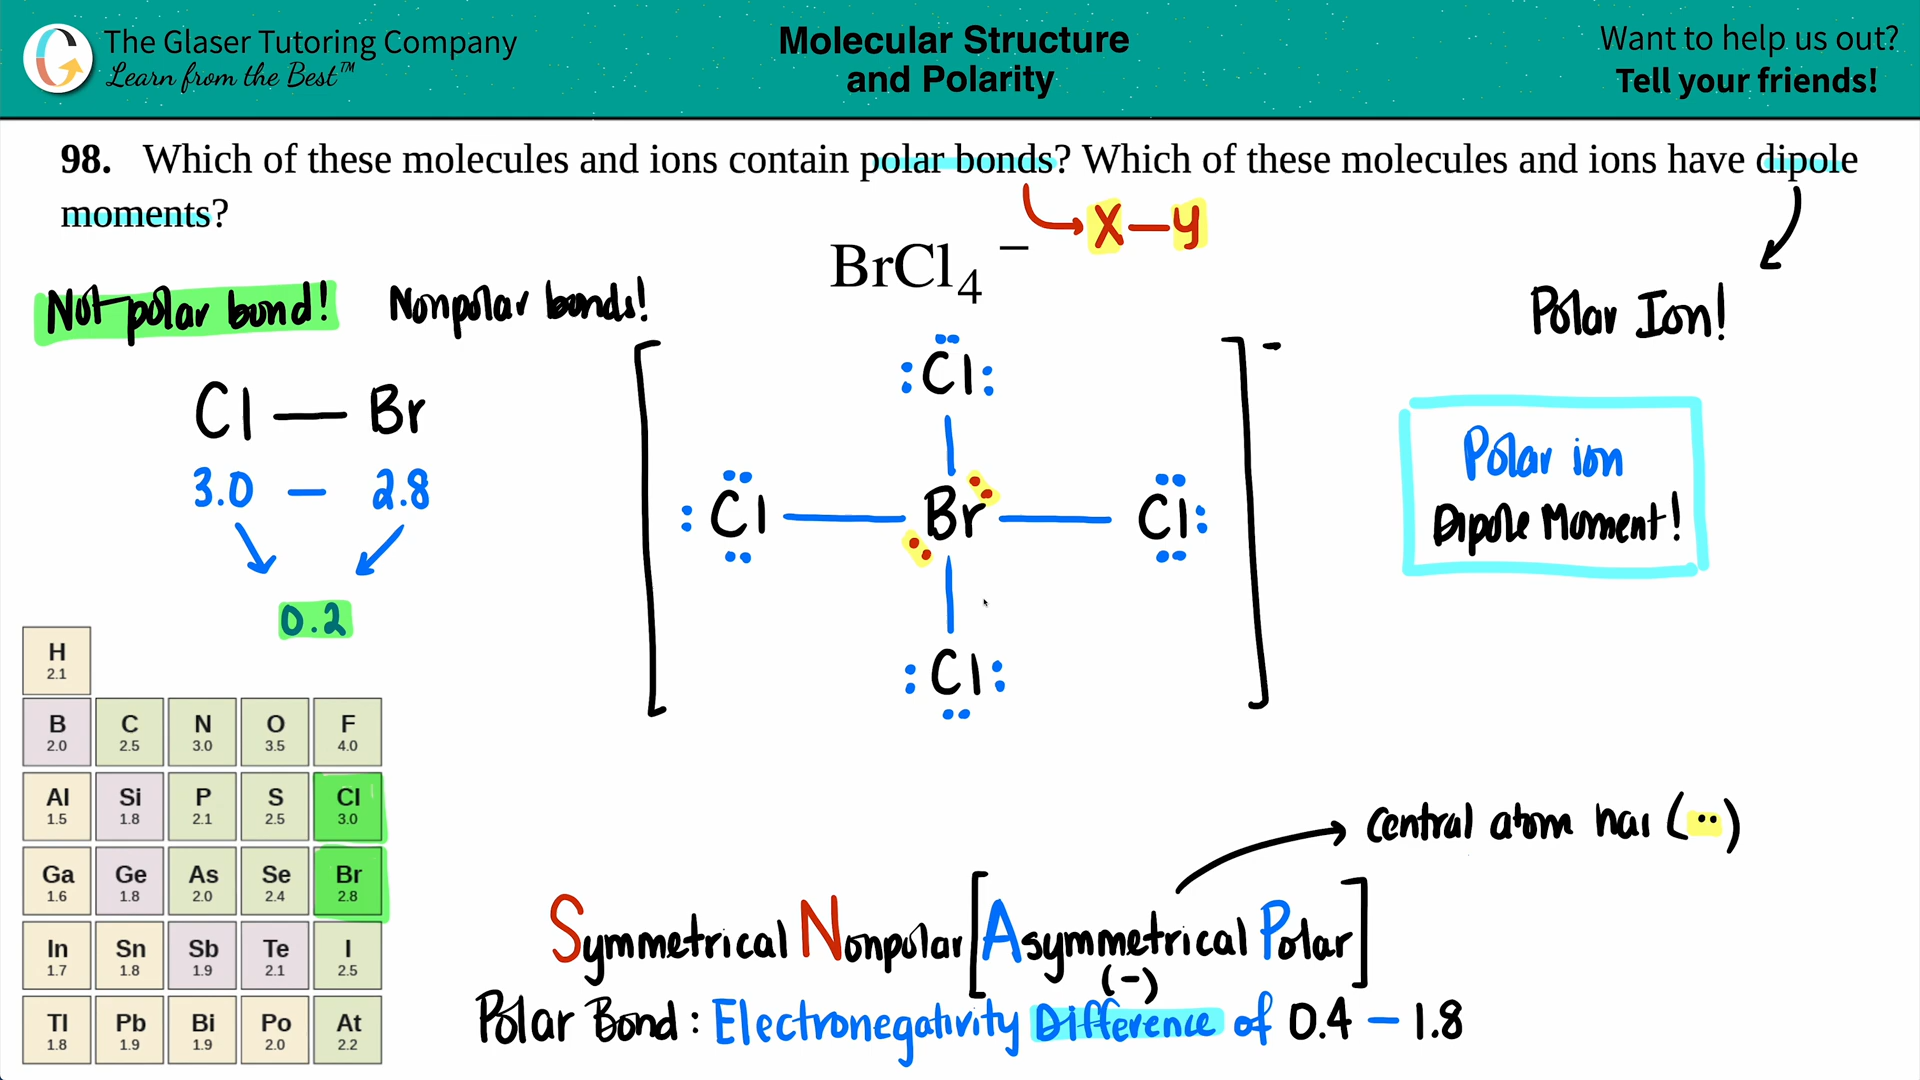 The Glaser Tutoring Company
Learn from the Best™
Molecular Structure
and Polarity
Want to help us out?
Tell your friends!
98. Which of these molecules and ions contain polar bonds? Which of these molecules and ions have dipole
moments?
X — Y
BrCl4 −
Not polar bond!
Nonpolar bonds!
Polar Ion!
Cl — Br
3.0 — 2.8
0.2
Cl
Cl Br Cl
Cl
-
Polar ion
Dipole Moment!
H
2.1
B C N O F
2.0 2.5 3.0 3.5 4.0
Al Si P S Cl
1.5 1.8 2.1 2.5 3.0
Ga Ge As Se Br
1.6 1.8 2.0 2.4 2.8
In Sn Sb Te I
1.7 1.8 1.9 2.1 2.5
Tl Pb Bi Po At
1.8 1.9 1.9 2.0 2.2
Central atom has (••)
Symmetrical Nonpolar [Asymmetrical Polar]
(-)
Polar Bond: Electronegativity Difference of 0.4 – 1.8